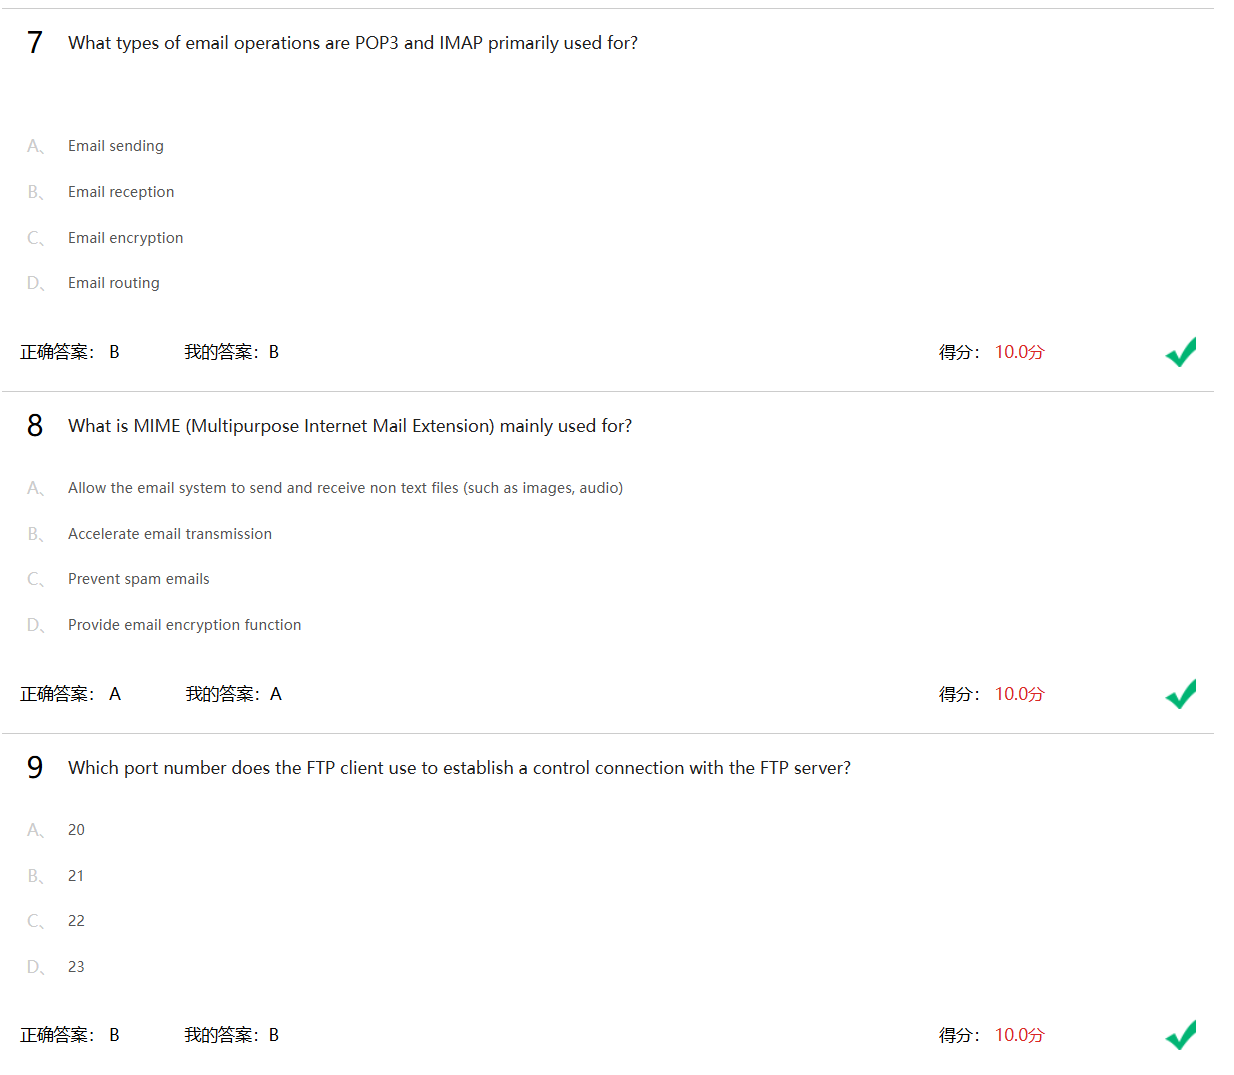 7 What types of email operations are POP3 and IMAP primarily used for?
A、 Email sending
B、 Email reception
C、 Email encryption
D、 Email routing
正确答案： B 我的答案：B 得分： 10.0分
8 What is MIME (Multipurpose Internet Mail Extension) mainly used for?
A、 Allow the email system to send and receive non text files (such as images, audio)
B、 Accelerate email transmission
C、 Prevent spam emails
D、 Provide email encryption function
正确答案： A 我的答案：A 得分： 10.0分
9 Which port number does the FTP client use to establish a control connection with the FTP server?
A、 20
B、 21
C、 22
D、 23
正确答案： B 我的答案：B 得分： 10.0分